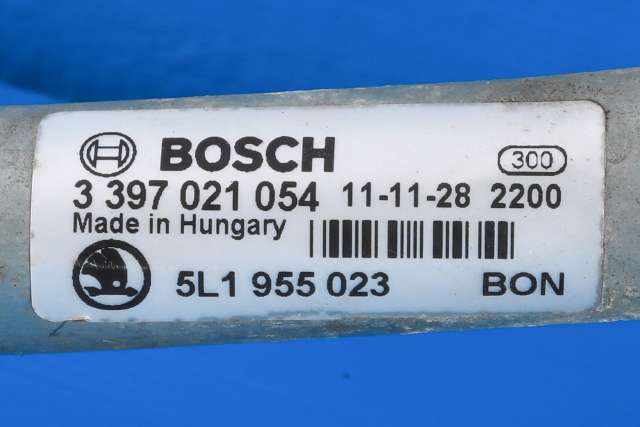 BOSCH 300
3 397 021 054 11-11-28 2200
Made in Hungary
5L1 955 023 BON